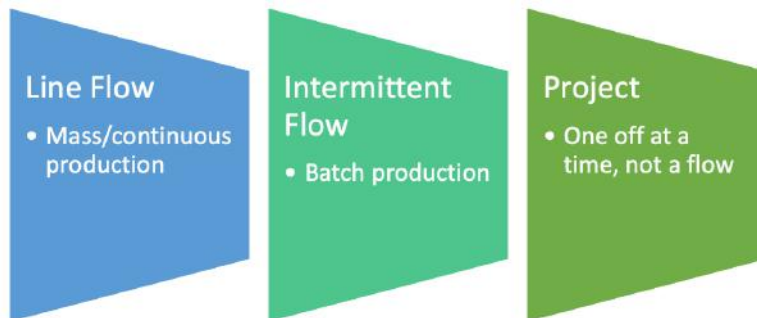 Line Flow
• Mass/continuous
production
Intermittent
Flow
• Batch production
Project
• One off at a
time, not a flow